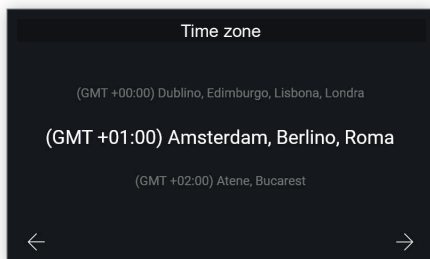 Time zone
(GMT +00:00) Dublino, Edimburgo, Lisbona, Londra
(GMT +01:00) Amsterdam, Berlino, Roma
(GMT +02:00) Atene, Bucarest